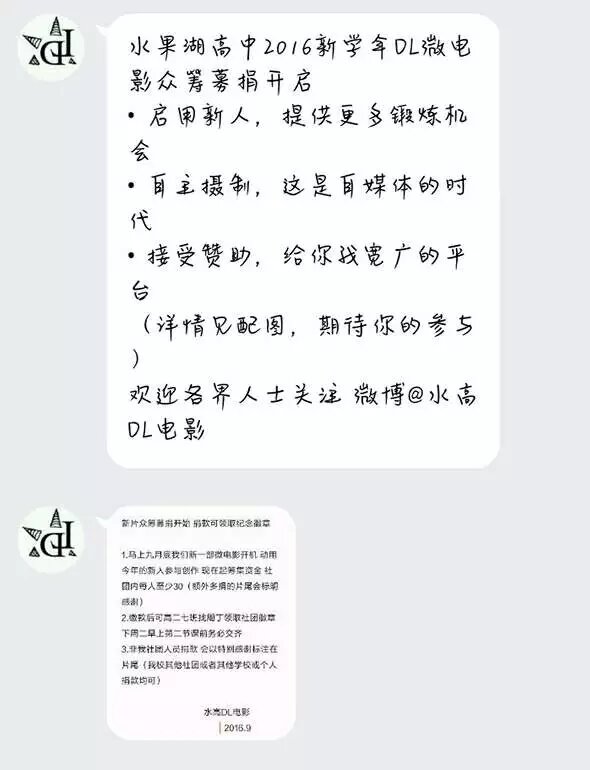 水果湖高中2016新学年DL微电
影众筹募捐开启
• 启用新人，提供更多锻炼机
会
• 自主摄制，这是自媒体的时
代
• 接受赞助，给你我宽广的平
台
（详情见配图，期待你的参与
）
欢迎各界人士关注 微博@水高
DL电影
新片众筹募捐开始 捐款可领取纪念徽章
1.马上九月底我们新一部微电影开机 动用
今年的新人参与创作 现在起筹集资金 社
团内每人至少30（额外多捐的片尾会标明
感谢）
2.缴款后可高二七班找周丁领取社团徽章
下周二早上第二节课前务必交齐
3.非我社团人员捐款 会以特别感谢标注在
片尾（我校其他社团或者其他学校或个人
捐款均可）
水高DL电影
2016.9